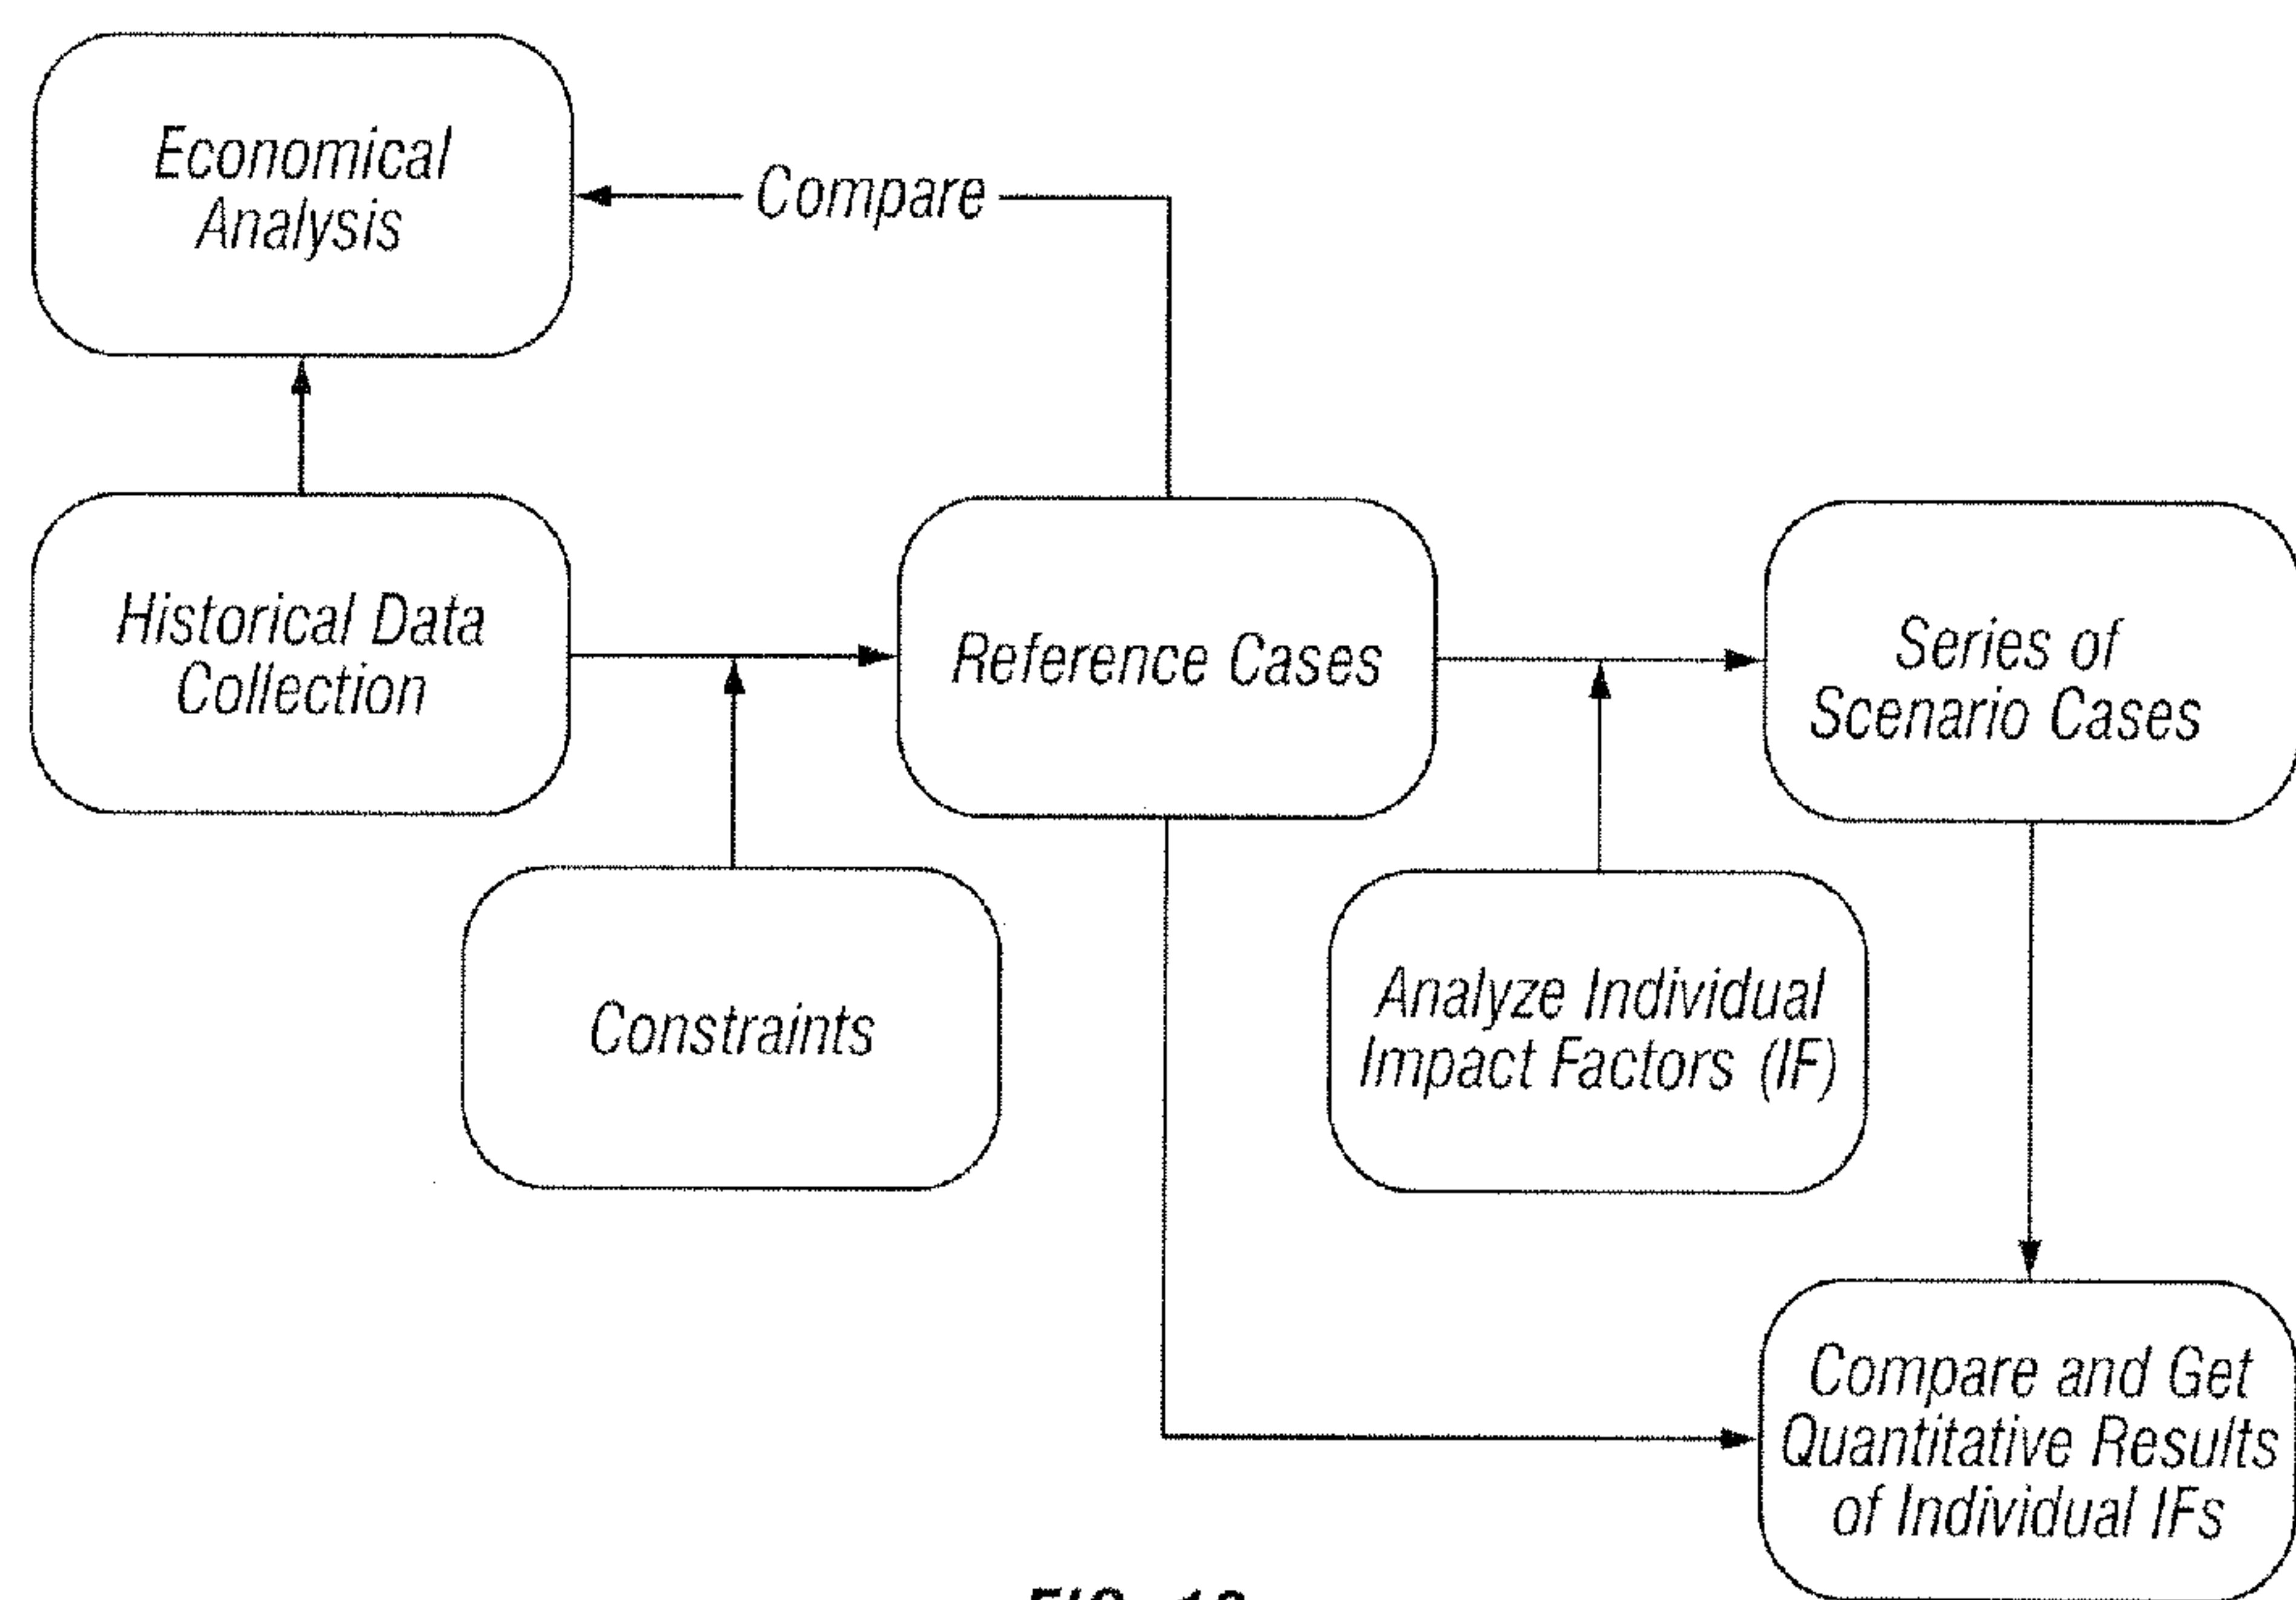 Economical
Analysis
Compare
Historical Data
Collection
Reference Cases
Series of
Scenario Cases
Constraints
Analyze Individual
Impact Factors (IF)
Compare and Get
Quantitative Results
of Individual IFs